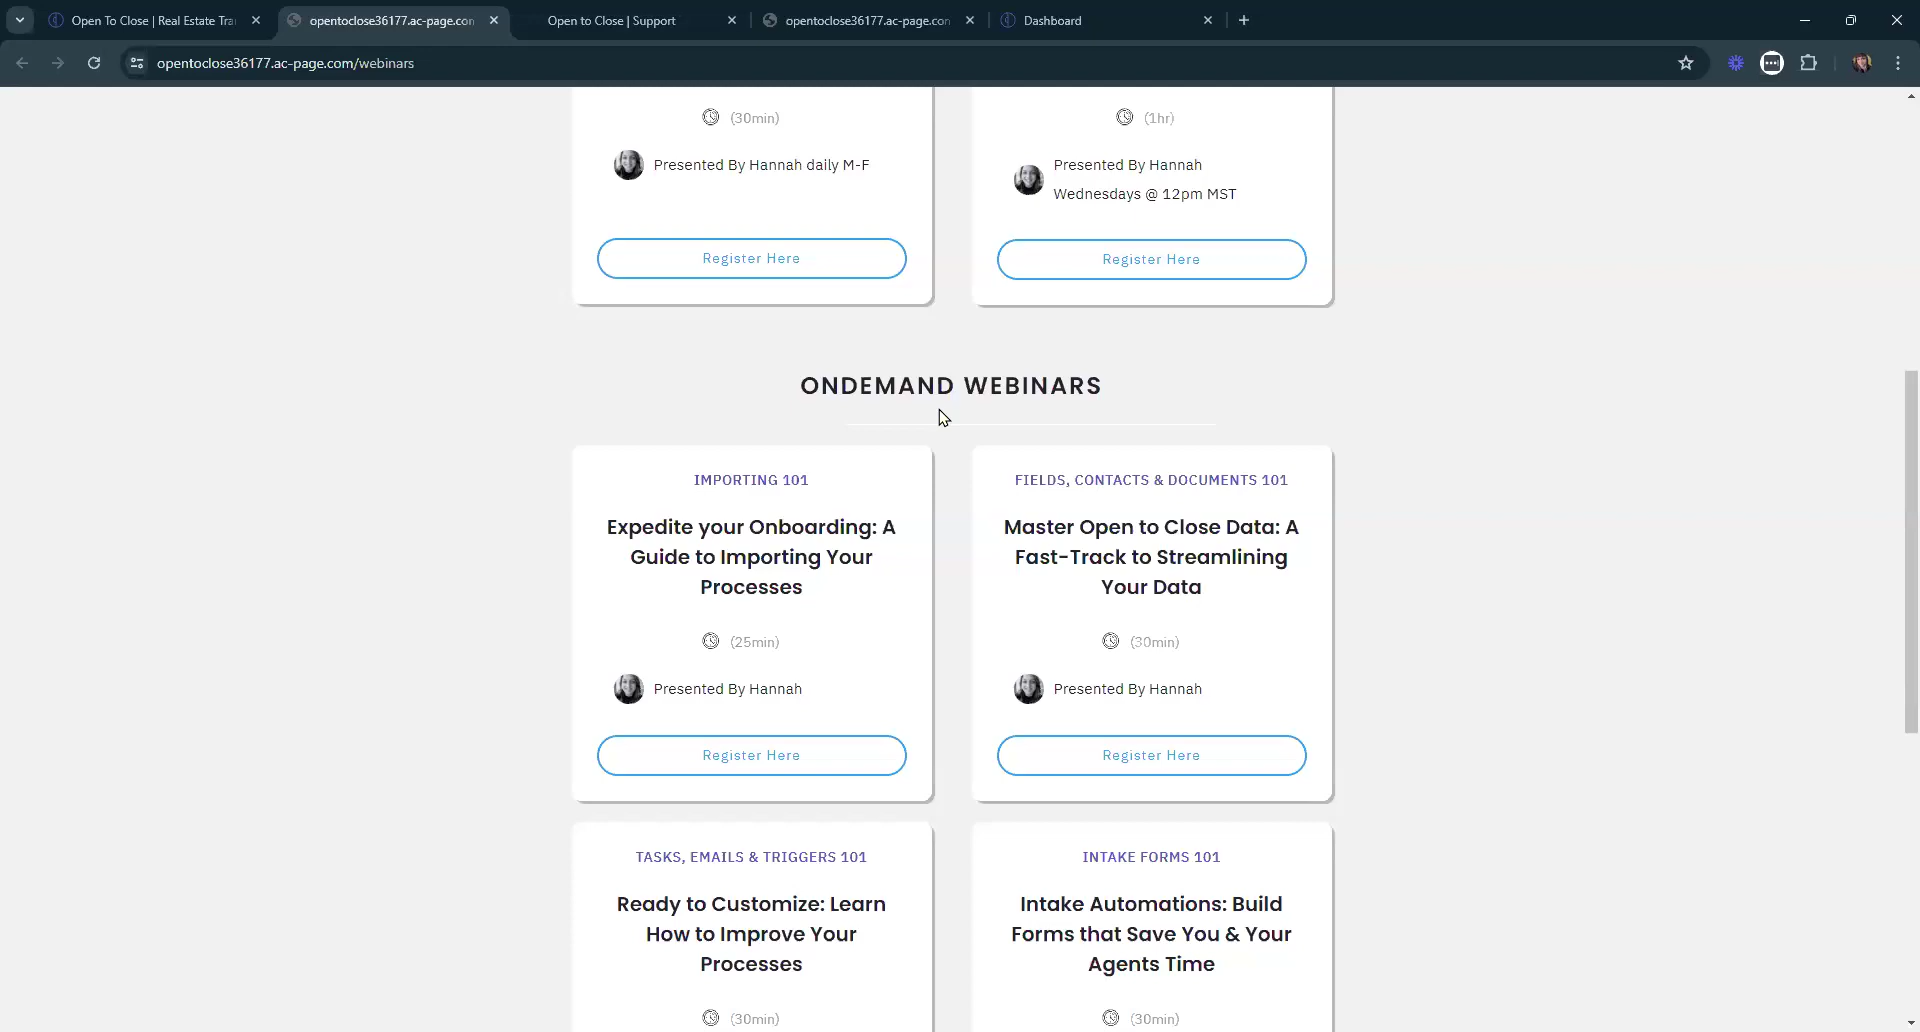 Open To Close | Real Estate Tra
opentoclose36177.ac-page.com
Open to Close | Support
opentoclose36177.ac-page.com
Dashboard
opentoclose36177.ac-page.com/webinars
(30min)
(1hr)
Presented By Hannah daily M-F
Presented By Hannah
Wednesdays @ 12pm MST
Register Here
Register Here
ONDEMAND WEBINARS
IMPORTING 101
FIELDS, CONTACTS & DOCUMENTS 101
Expedite your Onboarding: A
Guide to Importing Your
Processes
Master Open to Close Data: A
Fast-Track to Streamlining
Your Data
(25min)
(30min)
Presented By Hannah
Presented By Hannah
Register Here
Register Here
TASKS, EMAILS & TRIGGERS 101
INTAKE FORMS 101
Ready to Customize: Learn
How to Improve Your
Processes
Intake Automations: Build
Forms that Save You & Your
Agents Time
(30min)
(30min)